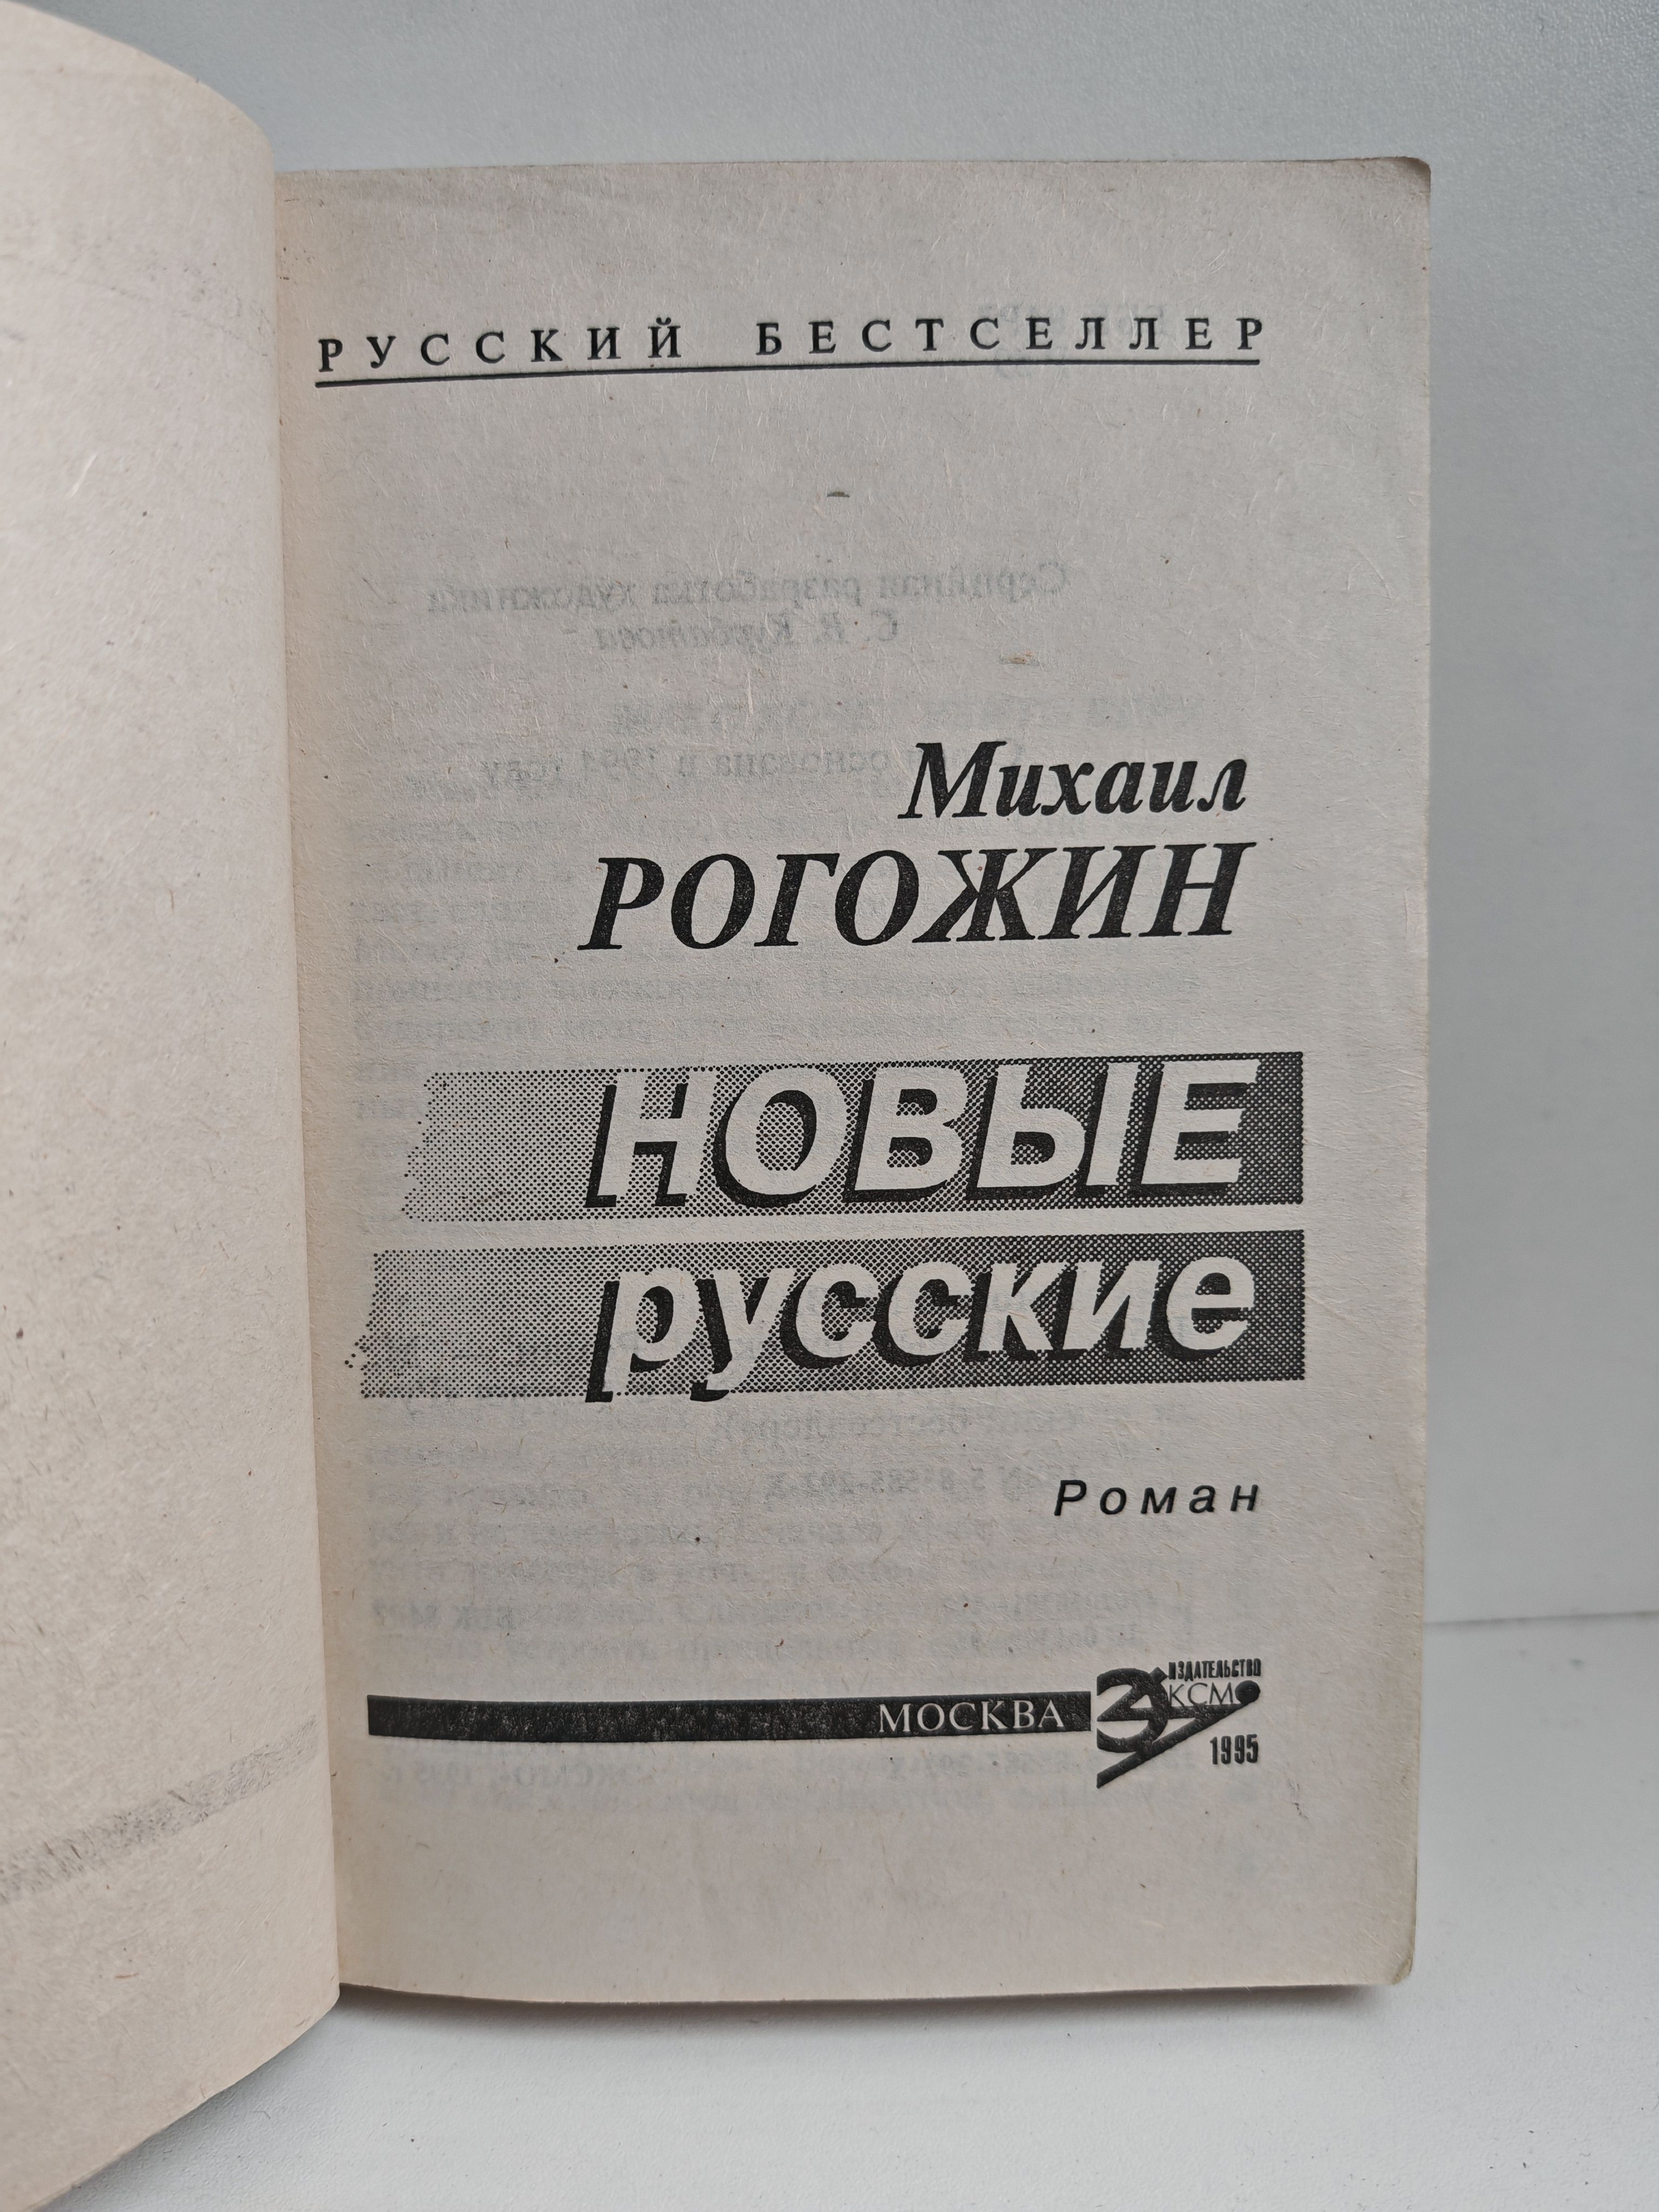 РУССКИЙ БЕСТСЕЛЛЕР
Михаил
РОГОЖИН
НОВЫЕ
русские
Роман
МОСКВА
ИЗДАТЕЛЬСТВО
ЭКСМО
1995